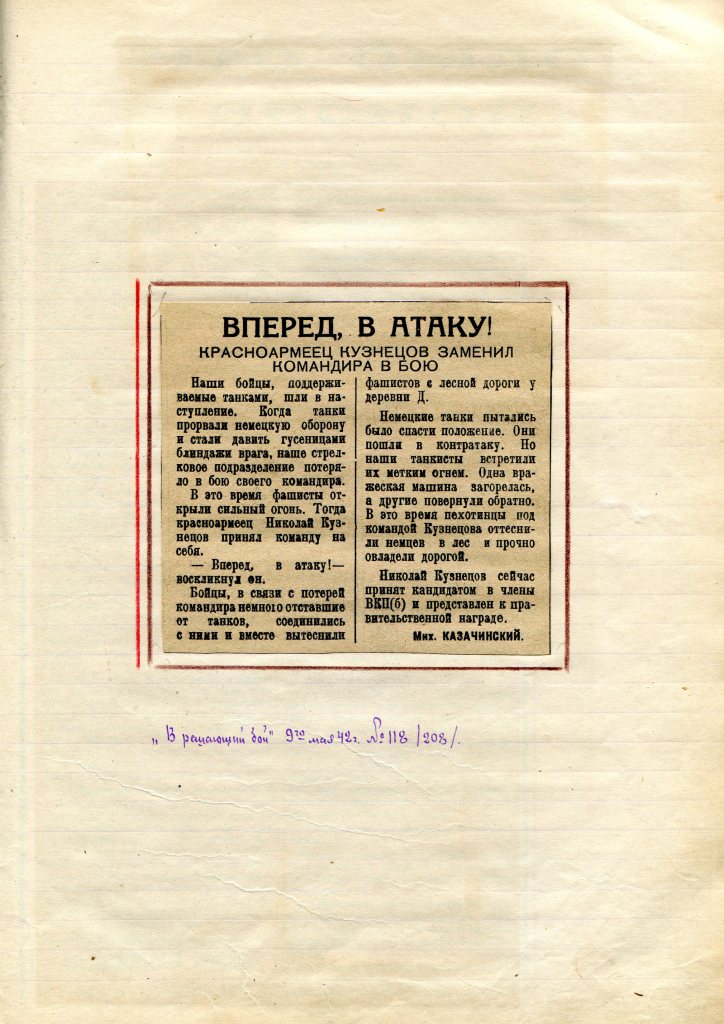 ВПЕРЕД, В АТАКУ!
КРАСНОАРМЕЕЦ КУЗНЕЦОВ ЗАМЕНИЛ
КОМАНДИРА В БОЮ
Наши бойцы, поддержи-
ваемые танками, шли в на-
ступление. Когда танки
прорвали немецкую оборону
и стали давить гусеницами
блиндажи врага, наше стрел-
ковое подразделение потеря-
ло в бою своего командира.
В это время фашисты от-
крыли сильный огонь. Тогда
красноармеец Николай Куз-
нецов принял команду на
себя.
— Вперед, в атаку!—
воскликнул он.
Бойцы, в связи с потерей
командира немного отставшие
от танков, соединились
с ними и вместе вытеснили
фашистов с лесной дороги у
деревни Д.
Немецкие танки пытались
было спасти положение. Они
пошли в контратаку. Но
наши танкисты встретили
их метким огнем. Одна вра-
жеская машина загорелась,
а другие повернули обратно.
В это время пехотинцы под
командой Кузнецова оттесни-
ли немцев в лес и прочно
овладели дорогой.
Николай Кузнецов сейчас
принят кандидатом в члены
ВКП(б) и представлен к пра-
вительственной награде.
Мих. КАЗАЧИНСКИЙ.
„В решающий бой" 9го мая 42 г. № 118 /208/.